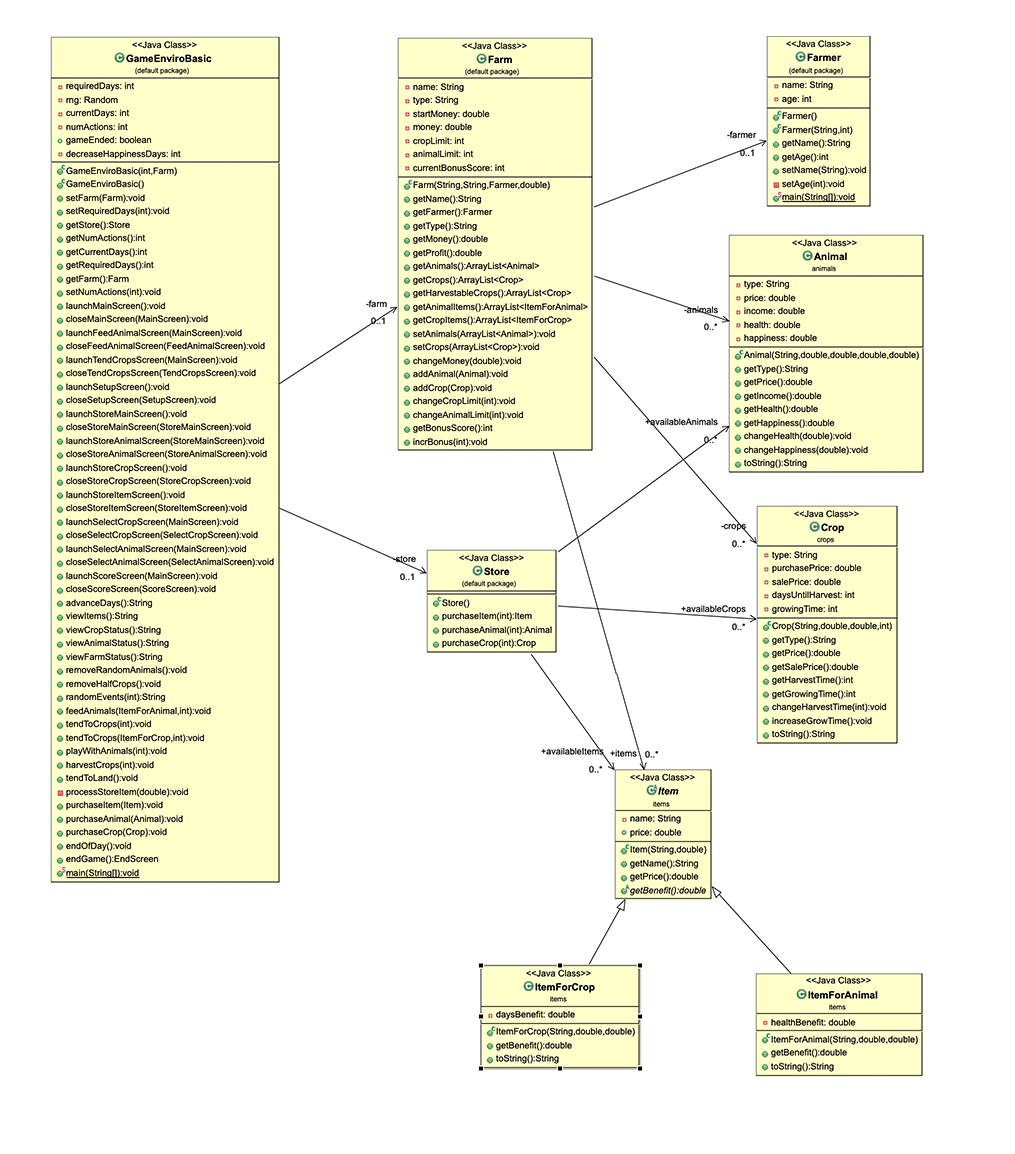 <<Java Class>>
GameEnviroBasic
(default package)
requiredDays: int
rng: Random
currentDays: int
numActions: int
gameEnded: boolean
decreaseHappinessDays: int
GameEnviroBasic(int,Farm)
GameEnviroBasic()
setFarm(Farm):void
setRequiredDays(int):void
getStore():Store
getNumActions():int
getCurrentDays():int
getRequiredDays():int
getFarm():Farm
setNumActions(int):void
launchMainScreen():void
closeMainScreen(MainScreen):void
launchFeedAnimalScreen(MainScreen):void
closeFeedAnimalScreen(FeedAnimalScreen):void
launchTendCropsScreen(MainScreen):void
closeTendCropsScreen(TendCropsScreen):void
launchSetupScreen():void
closeSetupScreen(SetupScreen):void
launchStoreMainScreen():void
closeStoreMainScreen(StoreMainScreen):void
launchStoreAnimalScreen(StoreMainScreen):void
closeStoreAnimalScreen(StoreAnimalScreen):void
launchStoreCropScreen():void
closeStoreCropScreen(StoreCropScreen):void
launchStoreItemScreen():void
closeStoreItemScreen(StoreItemScreen):void
launchSelectCropScreen(MainScreen):void
closeSelectCropScreen(SelectCropScreen):void
launchSelectAnimalScreen(MainScreen):void
closeSelectAnimalScreen(SelectAnimalScreen):void
launchScoreScreen(MainScreen):void
closeScoreScreen(ScoreScreen):void
advanceDays():String
viewItems():String
viewCropStatus():String
viewAnimalStatus():String
viewFarmStatus():String
removeRandomAnimals():void
removeHalfCrops():void
randomEvents(int):String
feedAnimals(ItemForAnimal,int):void
tendToCrops(int):void
tendToCrops(ItemForCrop,int):void
playWithAnimals(int):void
harvestCrops(int):void
tendToLand():void
processStoreItem(double):void
purchaseItem(Item):void
purchaseAnimal(Animal):void
purchaseCrop(Crop):void
endOfDay():void
endGame():EndScreen
main(String[]):void
-farm
0..1
-store
0..1
<<Java Class>>
Farm
(default package)
name: String
type: String
startMoney: double
money: double
cropLimit: int
animalLimit: int
currentBonusScore: int
Farm(String,String,Farmer,double)
getName():String
getFarmer():Farmer
getType():String
getMoney():double
getProfit():double
getAnimals():ArrayList<Animal>
getCrops():ArrayList<Crop>
getHarvestableCrops():ArrayList<Crop>
getAnimalItems():ArrayList<ItemForAnimal>
getCropItems():ArrayList<ItemForCrop>
setAnimals(ArrayList<Animal>):void
setCrops(ArrayList<Crop>):void
changeMoney(double):void
addAnimal(Animal):void
addCrop(Crop):void
changeCropLimit(int):void
changeAnimalLimit(int):void
getBonusScore():int
incrBonus(int):void
-farmer
0..1
-animals
0..*
+availableAnimals
0..*
-crops
0..*
+availableCrops
0..*
<<Java Class>>
Farmer
(default package)
name: String
age: int
Farmer()
Farmer(String,int)
getName():String
getAge():int
setName(String):void
setAge(int):void
main(String[]):void
<<Java Class>>
Animal
animals
type: String
price: double
income: double
health: double
happiness: double
Animal(String,double,double,double,double)
getType():String
getPrice():double
getIncome():double
getHealth():double
getHappiness():double
changeHealth(double):void
changeHappiness(double):void
toString():String
<<Java Class>>
Crop
crops
type: String
purchasePrice: double
salePrice: double
daysUntilHarvest: int
growingTime: int
Crop(String,double,double,int)
getType():String
getPrice():double
getSalePrice():double
getHarvestTime():int
getGrowingTime():int
changeHarvestTime(int):void
increaseGrowTime():void
toString():String
<<Java Class>>
Store
(default package)
Store()
purchaseItem(int):Item
purchaseAnimal(int):Animal
purchaseCrop(int):Crop
+availableItems
0..*
+items
0..*
<<Java Class>>
Item
items
name: String
price: double
Item(String,double)
getName():String
getPrice():double
getBenefit():double
<<Java Class>>
ItemForCrop
items
daysBenefit: double
ItemForCrop(String,double,double)
getBenefit():double
toString():String
<<Java Class>>
ItemForAnimal
items
healthBenefit: double
ItemForAnimal(String,double,double)
getBenefit():double
toString():String